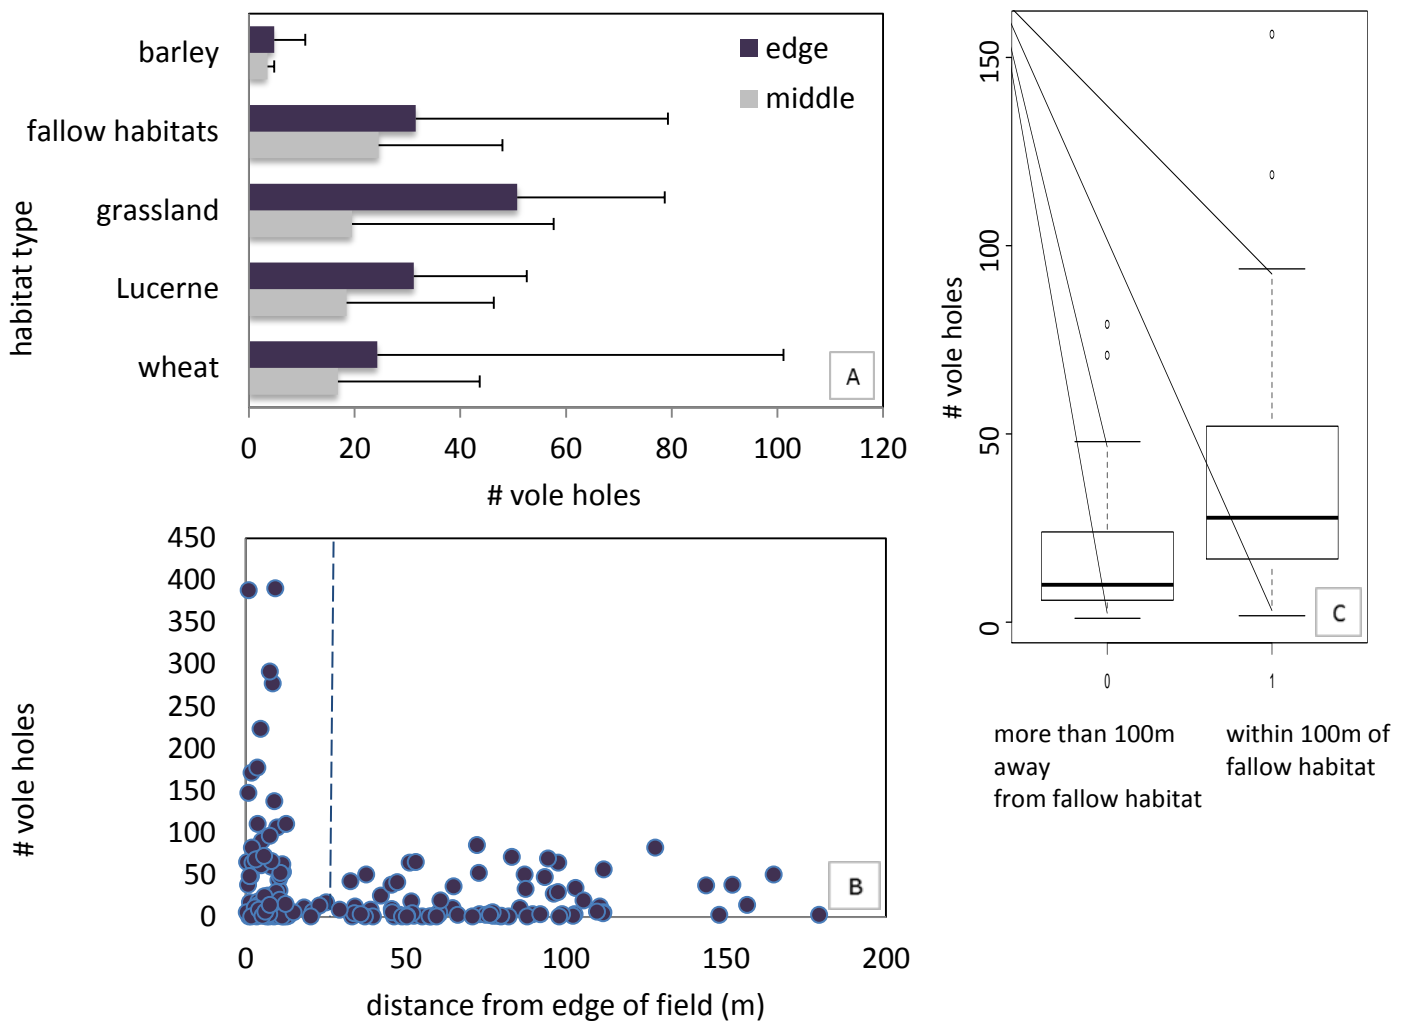 barley
fallow habitats
grassland
Lucerne
wheat
habitat type
edge
middle
A
0 20 40 60 80 100 120
# vole holes
450
400
350
300
250
200
150
100
50
0
# vole holes
B
0 50 100 150 200
distance from edge of field (m)
150
100
50
0
# vole holes
C
0 1
more than 100m
away
from fallow habitat
within 100m of
fallow habitat